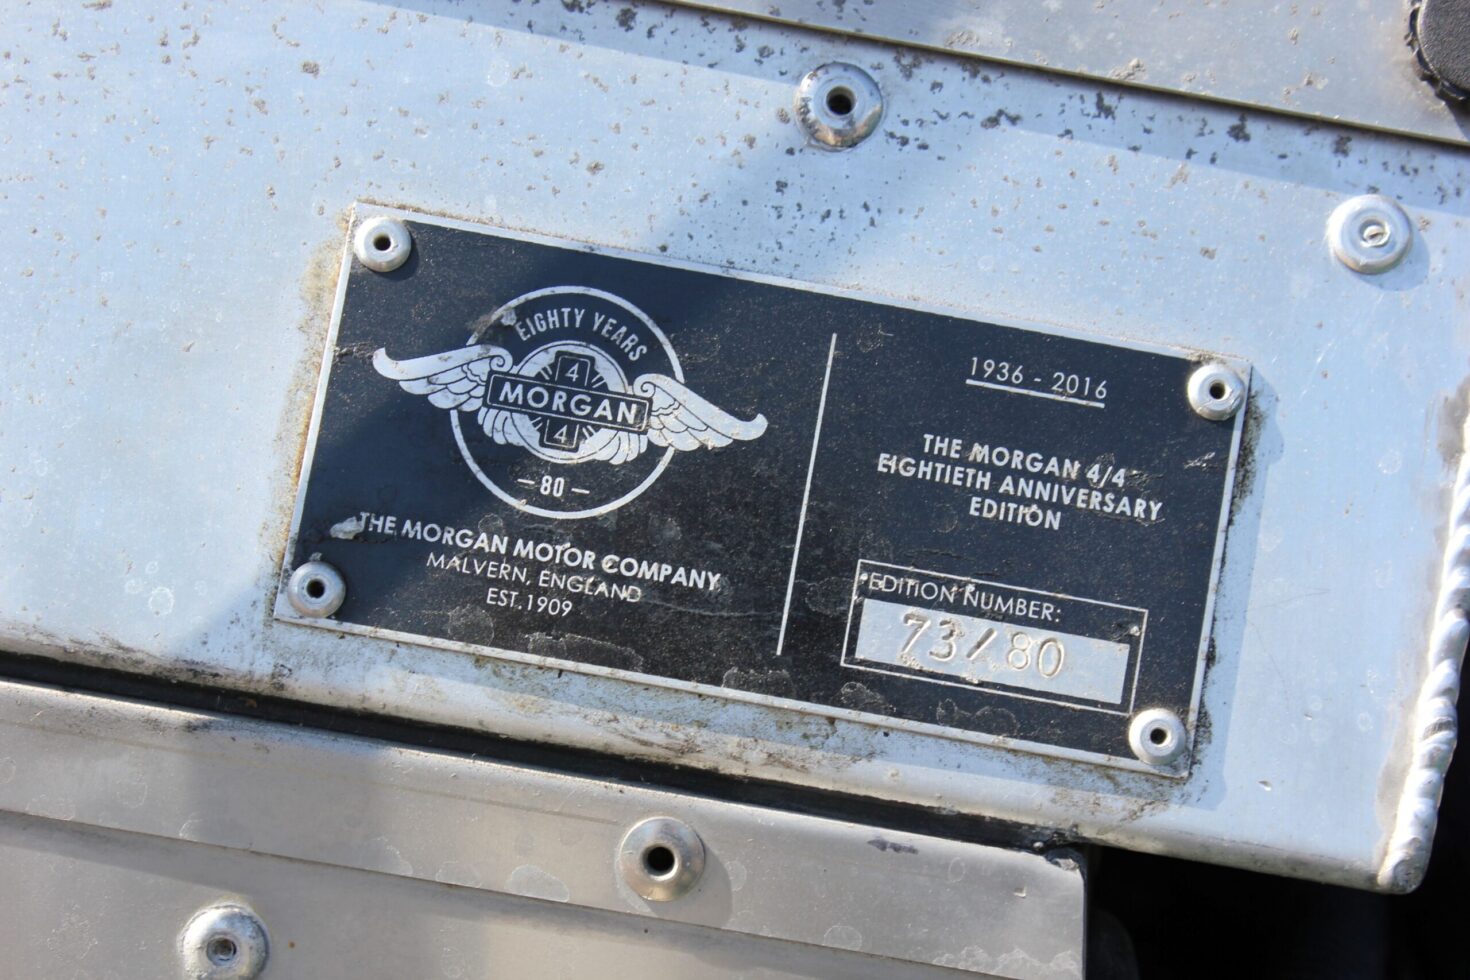 EIGHTY YEARS
4
MORGAN
4
– 80 –
THE MORGAN MOTOR COMPANY
MALVERN, ENGLAND
EST.1909
1936 - 2016
THE MORGAN 4/4
EIGHTIETH ANNIVERSARY
EDITION
EDITION NUMBER:
73/80